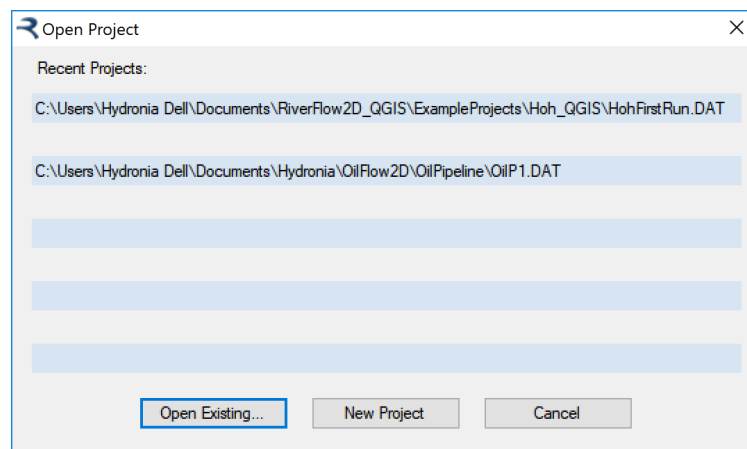 Open Project
Recent Projects:
C:\Users\Hydronia Dell\Documents\RiverFlow2D_QGIS\ExampleProjects\Hoh_QGIS\HohFirstRun.DAT
C:\Users\Hydronia Dell\Documents\Hydronia\OilFlow2D\OilPipeline\OilP1.DAT
Open Existing... New Project Cancel